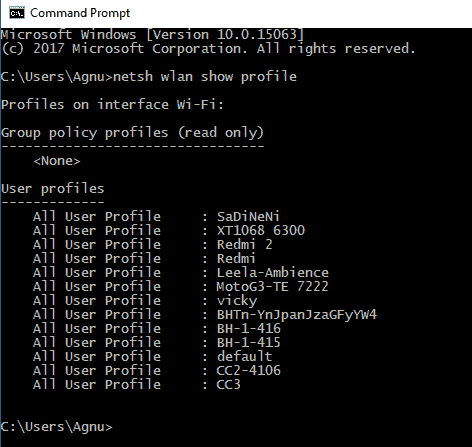 Command Prompt
Microsoft Windows [Version 10.0.15063]
(c) 2017 Microsoft Corporation. All rights reserved.
C:\Users\Agnu>netsh wlan show profile
Profiles on interface Wi-Fi:
Group policy profiles (read only)
---------------------------------
    <None>
User profiles
-------------
    All User Profile     : SaDiNeNi
    All User Profile     : XT1068 6300
    All User Profile     : Redmi 2
    All User Profile     : Redmi
    All User Profile     : Leela-Ambience
    All User Profile     : MotoG3-TE 7222
    All User Profile     : vicky
    All User Profile     : BHTn-YnJpanJzaGFyYW4
    All User Profile     : BH-1-416
    All User Profile     : BH-1-415
    All User Profile     : default
    All User Profile     : CC2-4106
    All User Profile     : CC3
C:\Users\Agnu>